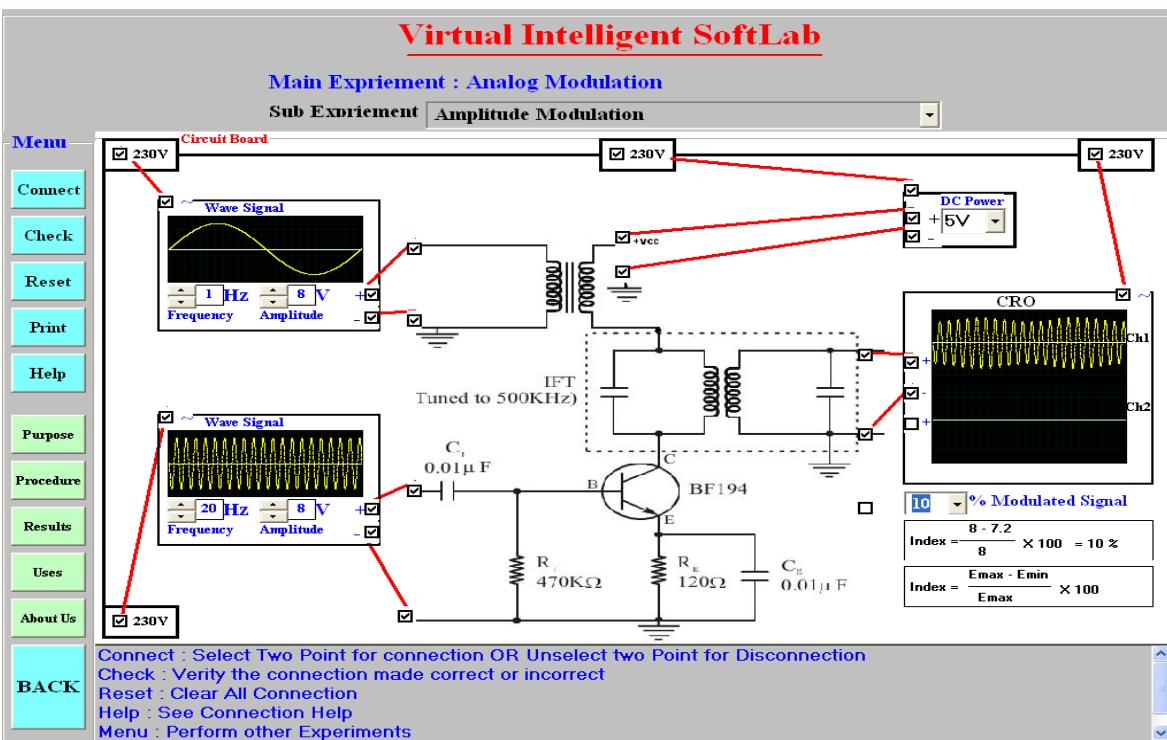 Virtual Intelligent SoftLab
Main Expriement : Analog Modulation
Sub Expriement Amplitude Modulation
Menu
Connect
Check
Reset
Print
Help
Purpose
Procedure
Results
Uses
About Us
BACK
Circuit Board
230V
230V
230V
~ Wave Signal
1 Hz 8 V +
Frequency Amplitude -
+vcc
DC Power
-
+ 5V
-
~
CRO
Ch1
+
-
Ch2
+
IFT
Tuned to 500KHz)
~ Wave Signal
20 Hz 8 V +
Frequency Amplitude -
C1
0.01µ F
B
C
E
BF194
R1
470KΩ
RE
120Ω
CE
0.01µ F
10 % Modulated Signal
Index = 8 - 7.2 / 8 X 100 = 10 %
Index = Emax - Emin / Emax X 100
230V
Connect : Select Two Point for connection OR Unselect two Point for Disconnection
Check : Verify the connection made correct or incorrect
Reset : Clear All Connection
Help : See Connection Help
Menu : Perform other Experiments